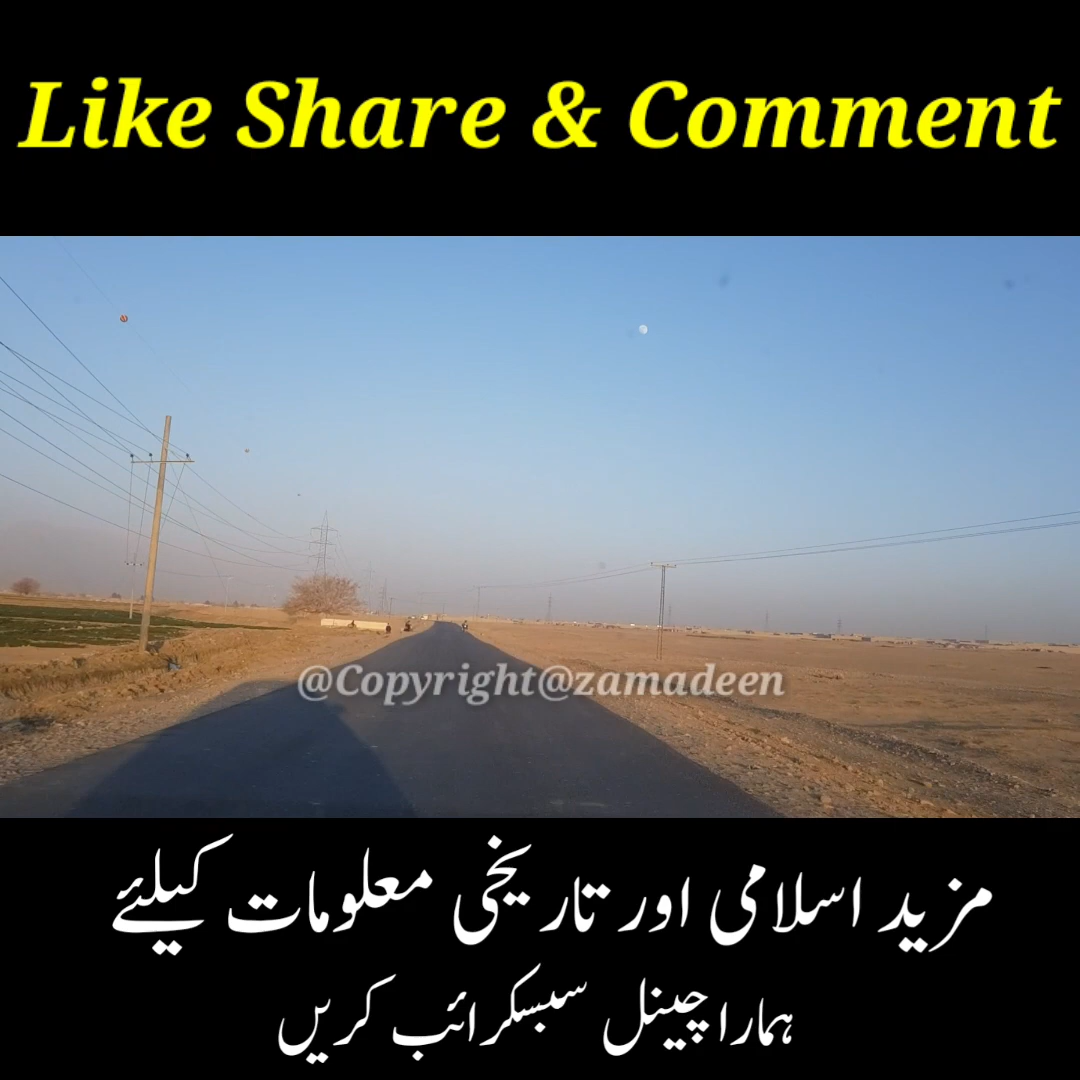 Like Share & Comment
@Copyright@zamadeen
مزید اسلامی اور تاریخی معلومات کیلئے
ہمارا چینل سبسکرائب کریں